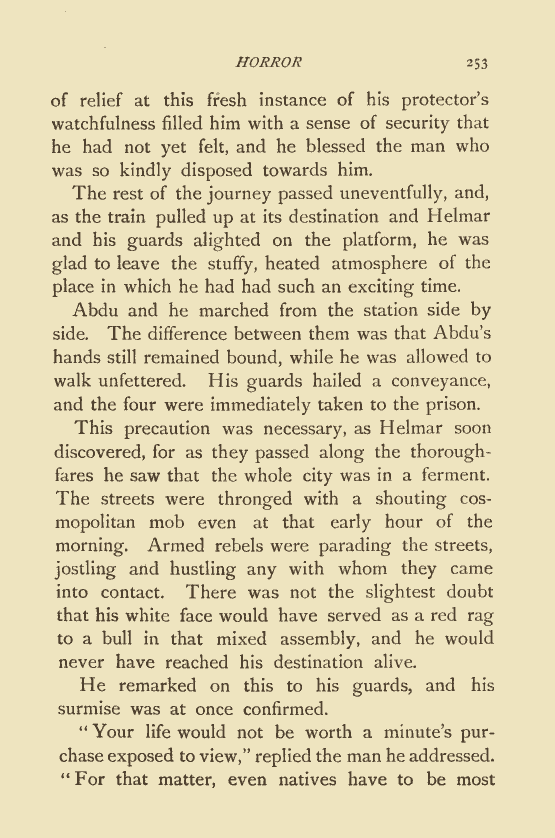 HORROR 253
of relief at this fresh instance of his protector's
watchfulness filled him with a sense of security that
he had not yet felt, and he blessed the man who
was so kindly disposed towards him.
The rest of the journey passed uneventfully, and,
as the train pulled up at its destination and Helmar
and his guards alighted on the platform, he was
glad to leave the stuffy, heated atmosphere of the
place in which he had had such an exciting time.
Abdu and he marched from the station side by
side. The difference between them was that Abdu's
hands still remained bound, while he was allowed to
walk unfettered. His guards hailed a conveyance,
and the four were immediately taken to the prison.
This precaution was necessary, as Helmar soon
discovered, for as they passed along the thorough-
fares he saw that the whole city was in a ferment.
The streets were thronged with a shouting cos-
mopolitan mob even at that early hour of the
morning. Armed rebels were parading the streets,
jostling and hustling any with whom they came
into contact. There was not the slightest doubt
that his white face would have served as a red rag
to a bull in that mixed assembly, and he would
never have reached his destination alive.
He remarked on this to his guards, and his
surmise was at once confirmed.
"Your life would not be worth a minute's pur-
chase exposed to view," replied the man he addressed.
"For that matter, even natives have to be most